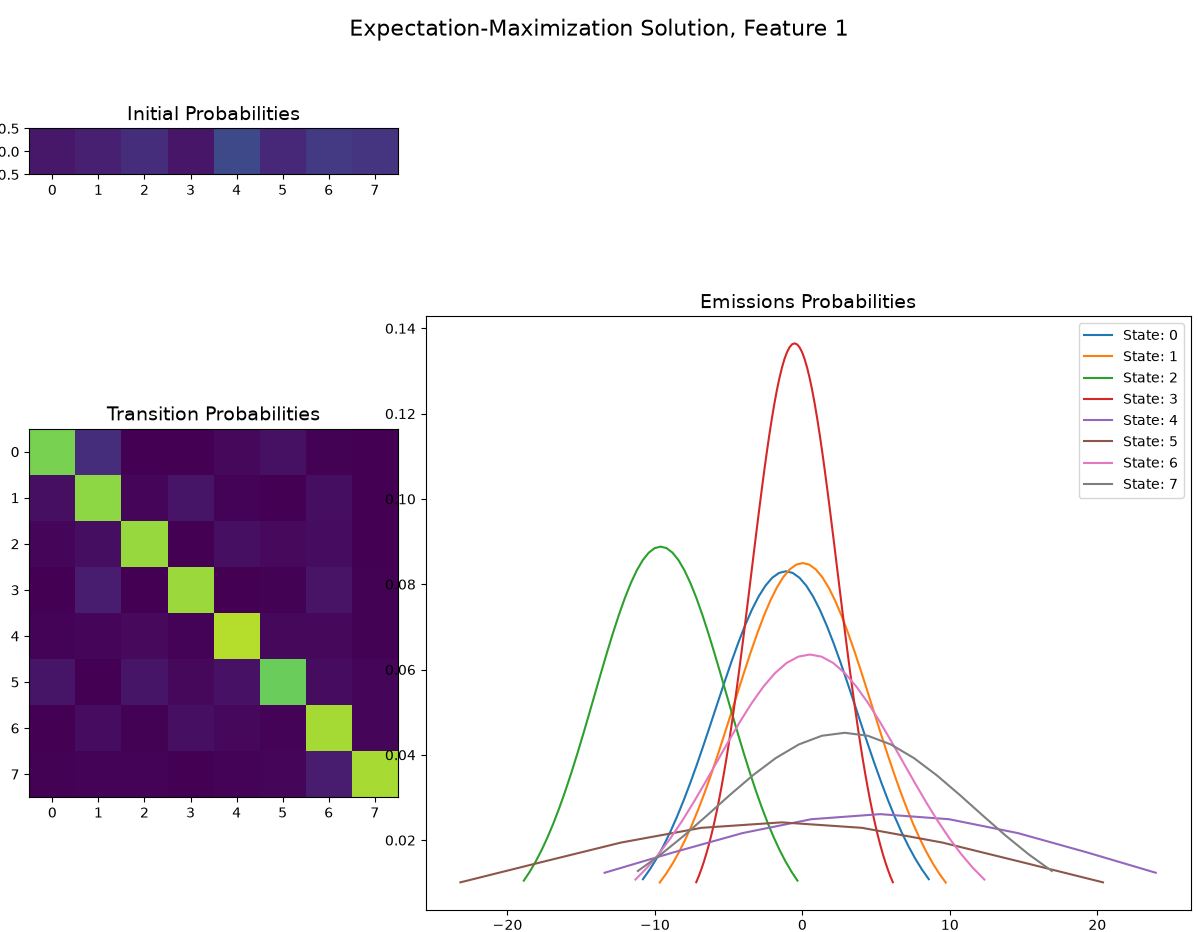 Expectation-Maximization Solution, Feature 1
Initial Probabilities
0.5
0.0
0.5
0 1 2 3 4 5 6 7
Emissions Probabilities
0.14
0.12
0.10
0.08
0.06
0.04
0.02
−20 −10 0 10 20
State: 0
State: 1
State: 2
State: 3
State: 4
State: 5
State: 6
State: 7
Transition Probabilities
0
1
2
3
4
5
6
7
0 1 2 3 4 5 6 7